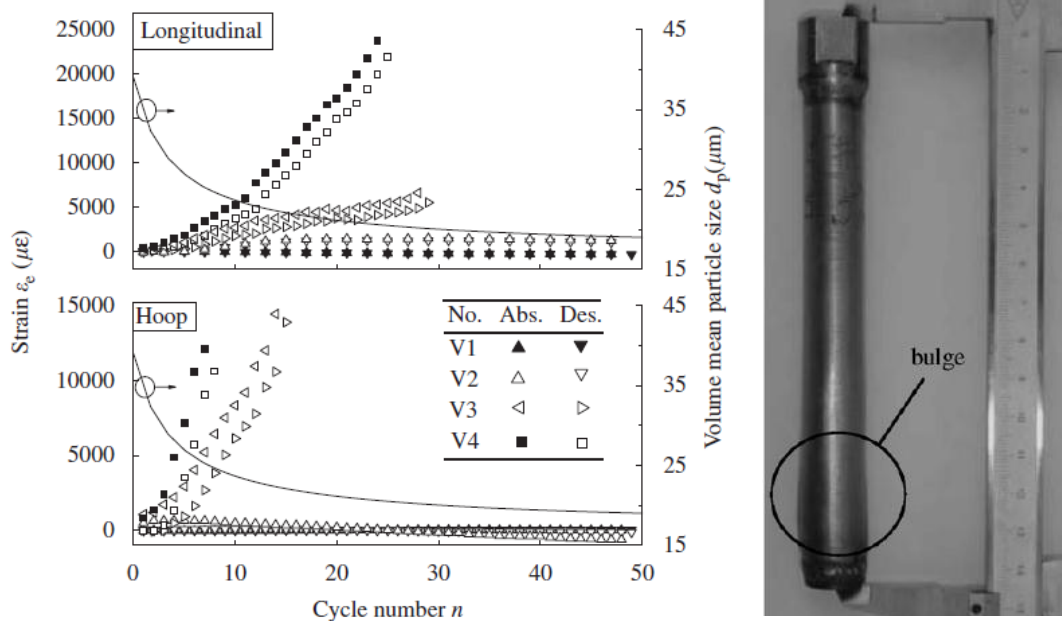 Longitudinal
25000
20000
15000
10000
5000
0
45
35
25
15
Hoop
15000
10000
5000
0
45
35
25
15
No. Abs. Des.
V1
V2
V3
V4
0 10 20 30 40 50
Cycle number n
Strain εe (με)
Volume mean particle size dp(μm)
bulge